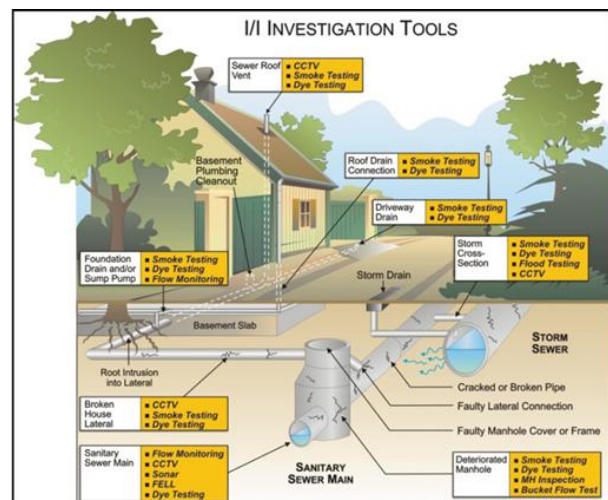 I/I INVESTIGATION TOOLS
Sewer Roof
Vent
▪ CCTV
▪ Smoke Testing
▪ Dye Testing
Basement
Plumbing
Cleanout
Roof Drain
Connection
▪ Smoke Testing
▪ Dye Testing
Driveway
Drain
▪ Smoke Testing
▪ Dye Testing
Foundation
Drain and/or
Sump Pump
▪ Smoke Testing
▪ Dye Testing
▪ Flow Monitoring
Storm Drain
Storm
Cross-
Section
▪ Smoke Testing
▪ Dye Testing
▪ Flood Testing
▪ CCTV
Basement Slab
STORM
SEWER
Root Intrusion
into Lateral
Cracked or Broken Pipe
Broken
House
Lateral
▪ CCTV
▪ Smoke Testing
▪ Dye Testing
Faulty Lateral Connection
Faulty Manhole Cover or Frame
Sanitary
Sewer Main
▪ Flow Monitoring
▪ CCTV
▪ Sonar
▪ FELL
▪ Dye Testing
SANITARY
SEWER MAIN
Deteriorated
Manhole
▪ Smoke Testing
▪ Dye Testing
▪ MH Inspection
▪ Bucket Flow Test